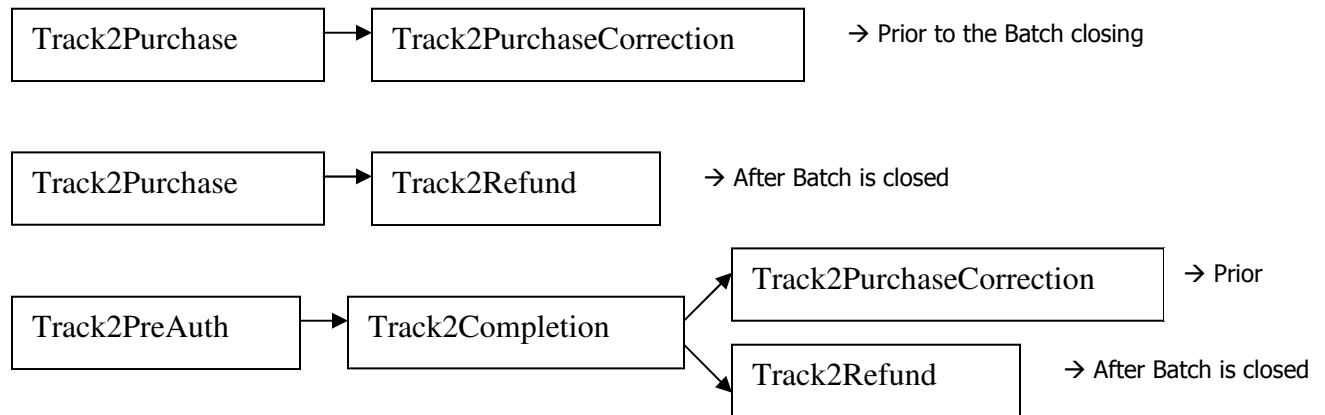 Track2Purchase Track2PurchaseCorrection → Prior to the Batch closing
Track2Purchase Track2Refund → After Batch is closed
Track2PurchaseCorrection → Prior
Track2PreAuth Track2Completion
Track2Refund → After Batch is closed